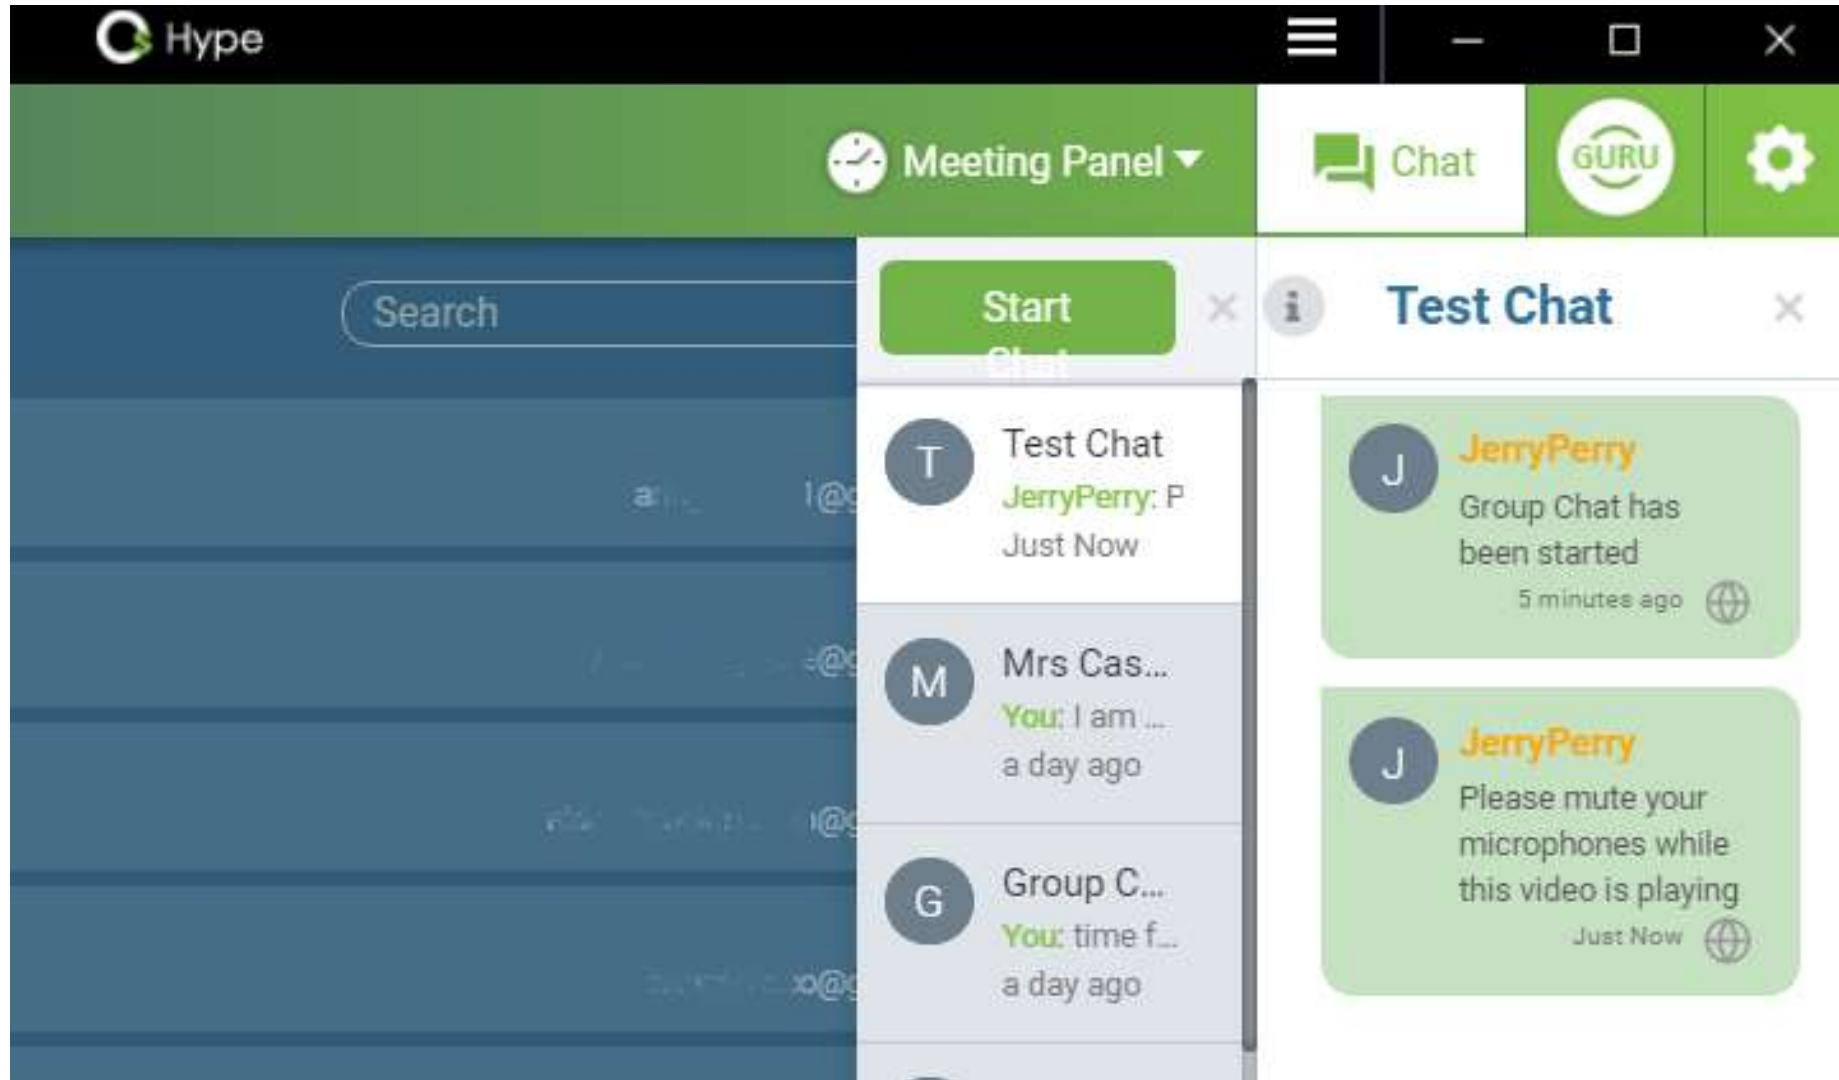 Hype
Meeting Panel
Chat
GURU
Search
Start
Chat
Test Chat
JerryPerry: P
Just Now
Mrs Cas...
You: I am ...
a day ago
Group C...
You: time f...
a day ago
i
Test Chat
J
JerryPerry
Group Chat has
been started
5 minutes ago
J
JerryPerry
Please mute your
microphones while
this video is playing
Just Now
T
M
G